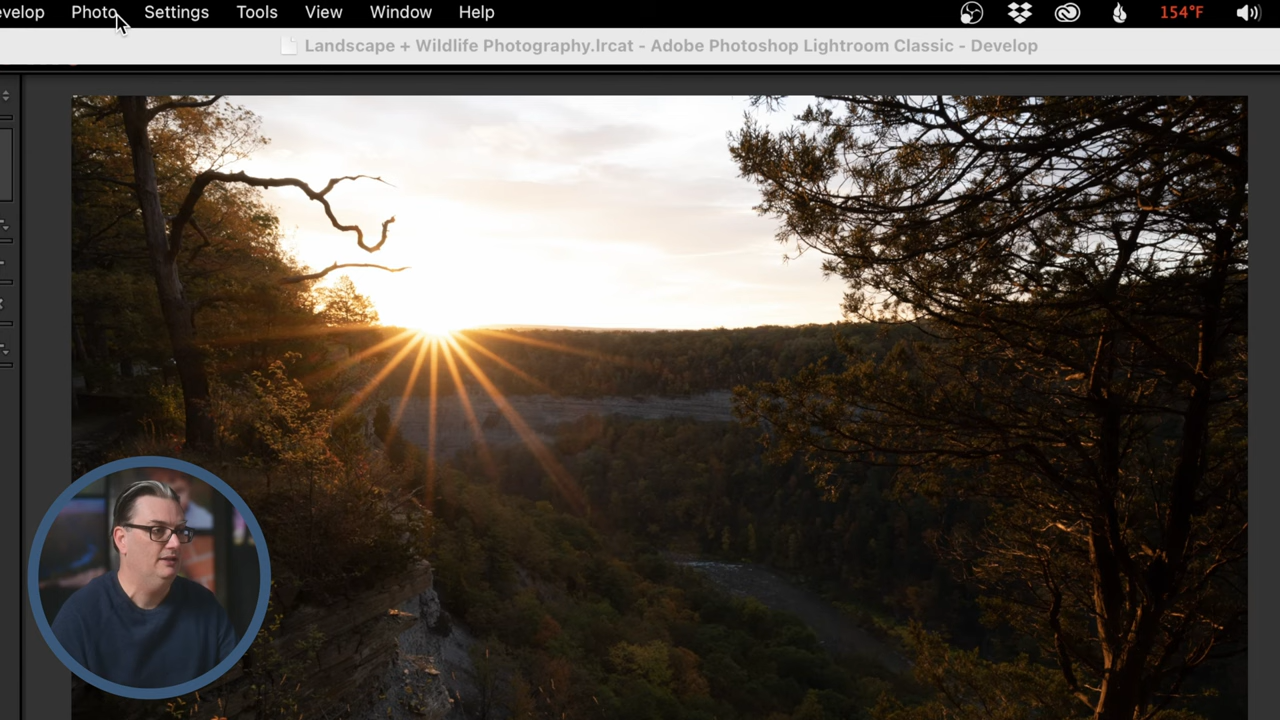 evelop Photo Settings Tools View Window Help 154°F
Landscape + Wildlife Photography.lrcat - Adobe Photoshop Lightroom Classic - Develop